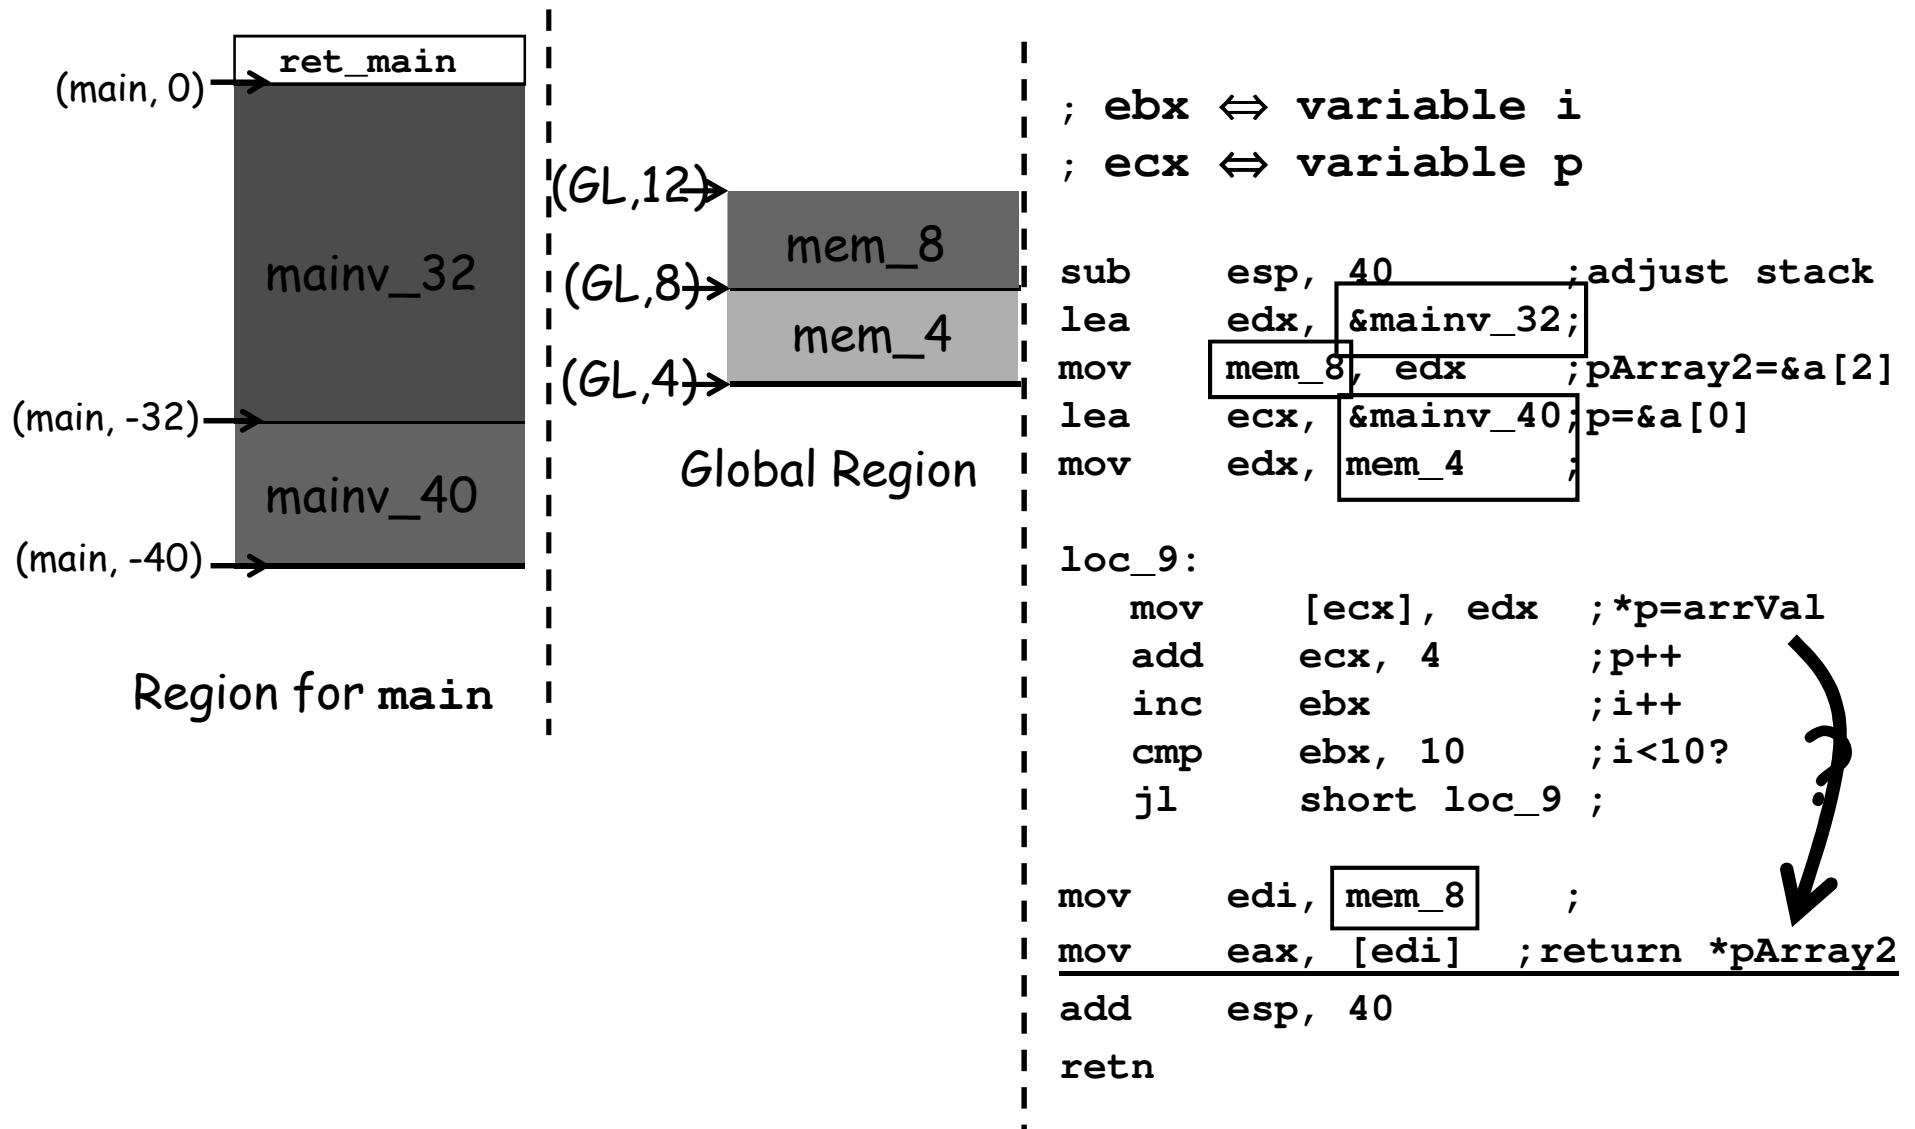 ret_main
(main, 0)
mainv_32
(main, -32)
mainv_40
(main, -40)
Region for main
(GL,12)
mem_8
(GL,8)
mem_4
(GL,4)
Global Region
; ebx ⇔ variable i
; ecx ⇔ variable p
sub esp, 40 ;adjust stack
lea edx, &mainv_32;
mov mem_8, edx ;pArray2=&a[2]
lea ecx, &mainv_40;p=&a[0]
mov edx, mem_4 ;
loc_9:
mov [ecx], edx ;*p=arrVal
add ecx, 4 ;p++
inc ebx ;i++
cmp ebx, 10 ;i<10?
jl short loc_9 ;
?
mov edi, mem_8 ;
mov eax, [edi] ;return *pArray2
add esp, 40
retn